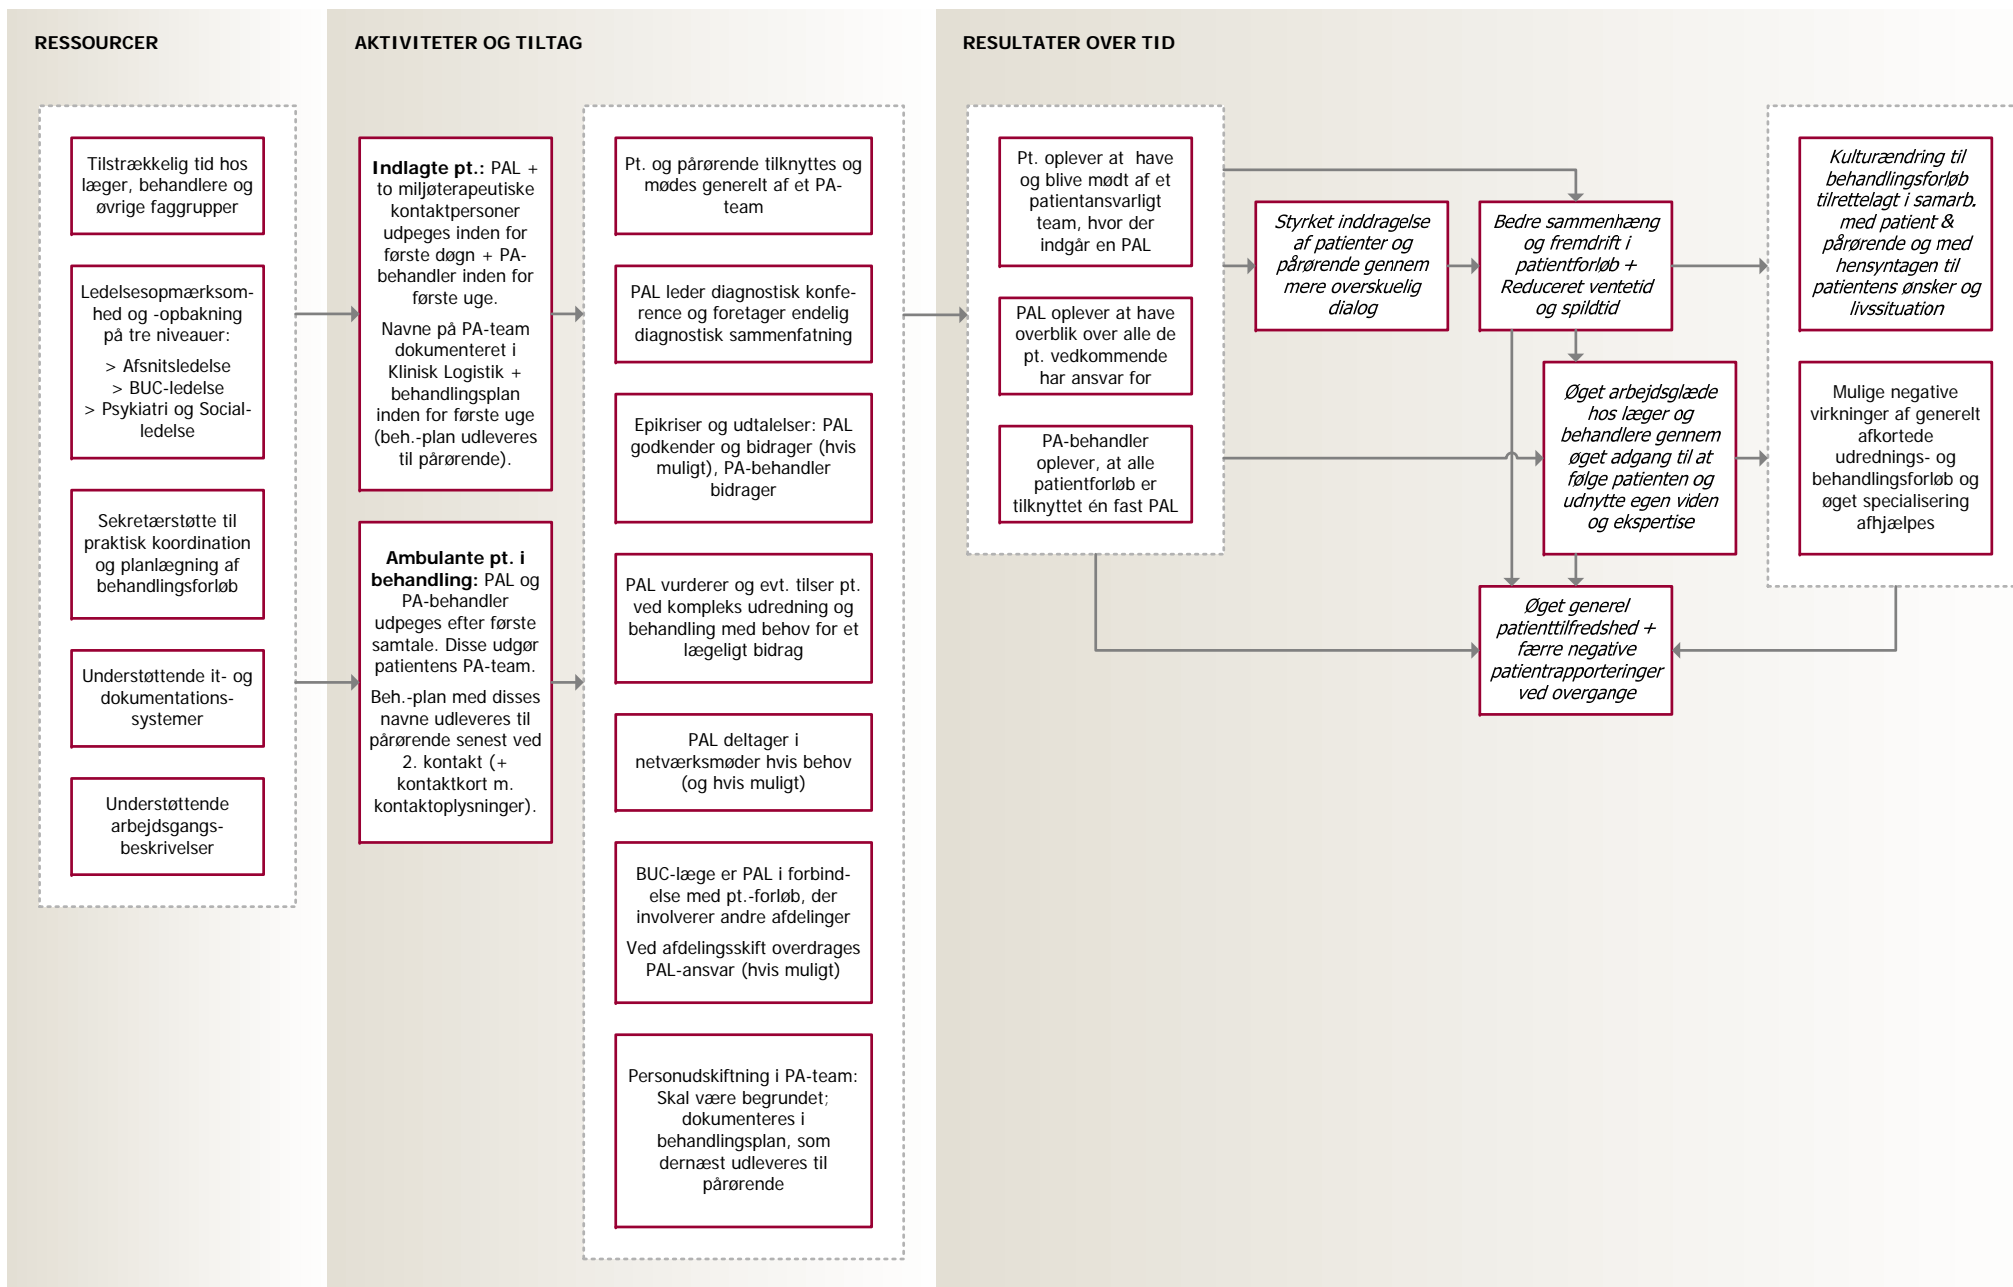 RESSOURCER
Tilstrækkelig tid hos
læger, behandlere og
øvrige faggrupper
Ledelsesopmærksom-
hed og -opbakning
på tre niveauer:
> Afsnitsledelse
> BUC-ledelse
> Psykiatri og Social-
ledelse
Sekretærstøtte til
praktisk koordination
og planlægning af
behandlingsforløb
Understøttende it- og
dokumentations-
systemer
Understøttende
arbejdsgangs-
beskrivelser
AKTIVITETER OG TILTAG
Indlagte pt.: PAL +
to miljøterapeutiske
kontaktpersoner
udpeges inden for
første døgn + PA-
behandler inden for
første uge.
Navne på PA-team
dokumenteret i
Klinisk Logistik +
behandlingsplan
inden for første uge
(beh.-plan udleveres
til pårørende).
Ambulante pt. i
behandling: PAL og
PA-behandler
udpeges efter første
samtale. Disse udgør
patientens PA-team.
Beh.-plan med disses
navne udleveres til
pårørende senest ved
2. kontakt (+
kontaktkort m.
kontaktoplysninger).
Pt. og pårørende tilknyttes og
mødes generelt af et PA-
team
PAL leder diagnostisk konfe-
rence og foretager endelig
diagnostisk sammenfatning
Epikriser og udtalelser: PAL
godkender og bidrager (hvis
muligt), PA-behandler
bidrager
PAL vurderer og evt. tilser pt.
ved kompleks udredning og
behandling med behov for et
lægeligt bidrag
PAL deltager i
netværksmøder hvis behov
(og hvis muligt)
BUC-læge er PAL i forbind-
else med pt.-forløb, der
involverer andre afdelinger
Ved afdelingsskift overdrages
PAL-ansvar (hvis muligt)
Personudskiftning i PA-team:
Skal være begrundet;
dokumenteres i
behandlingsplan, som
dernæst udleveres til
pårørende
RESULTATER OVER TID
Pt. oplever at have
og blive mødt af et
patientansvarligt
team, hvor der
indgår en PAL
PAL oplever at have
overblik over alle de
pt. vedkommende
har ansvar for
PA-behandler
oplever, at alle
patientforløb er
tilknyttet én fast PAL
Styrket inddragelse
af patienter og
pårørende gennem
mere overskuelig
dialog
Bedre sammenhæng
og fremdrift i
patientforløb +
Reduceret ventetid
og spildtid
Øget arbejdsglæde
hos læger og
behandlere gennem
øget adgang til at
følge patienten og
udnytte egen viden
og ekspertise
Øget generel
patienttilfredshed +
færre negative
patientrapporteringer
ved overgange
Kulturændring til
behandlingsforløb
tilrettelagt i samarb.
med patient &
pårørende og med
hensyntagen til
patientens ønsker og
livssituation
Mulige negative
virkninger af generelt
afkortede
udrednings- og
behandlingsforløb og
øget specialisering
afhjælpes